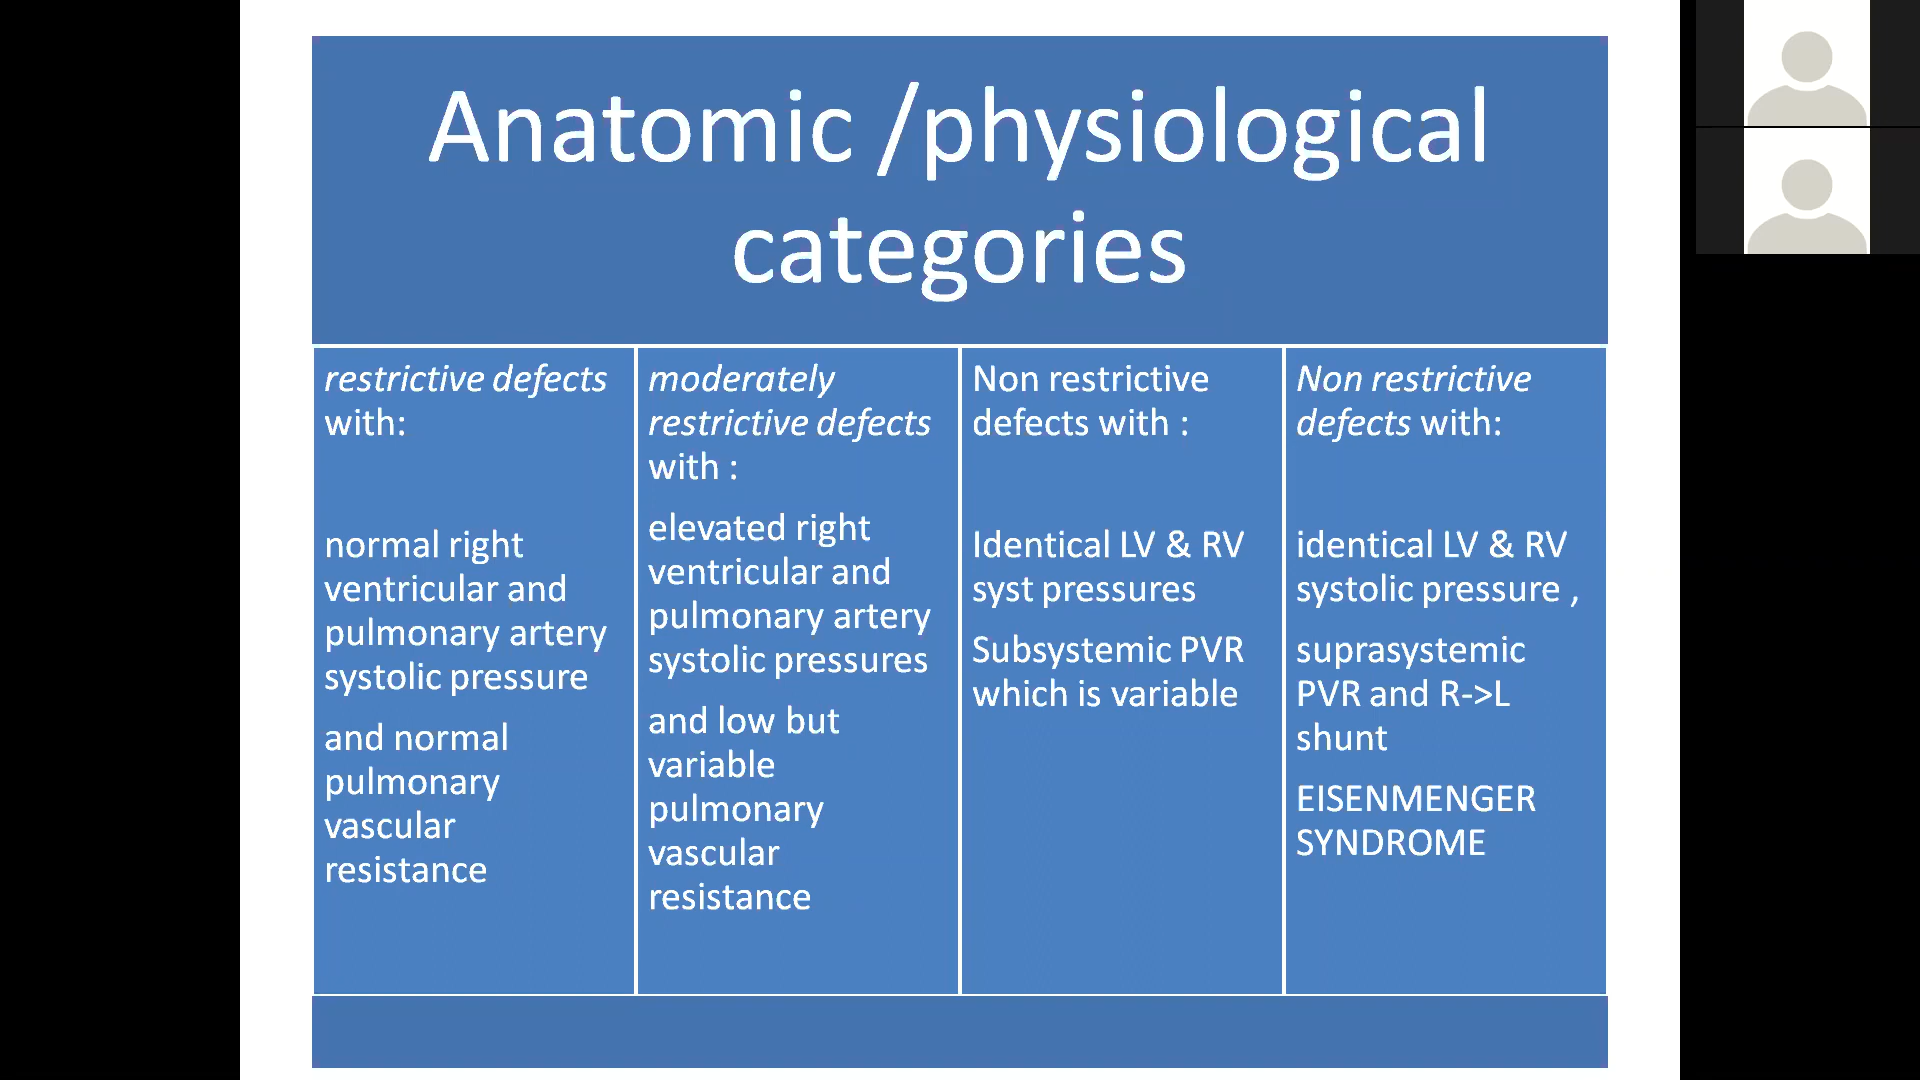 Anatomic /physiological
categories
restrictive defects
with:
normal right
ventricular and
pulmonary artery
systolic pressure
and normal
pulmonary
vascular
resistance
moderately
restrictive defects
with :
elevated right
ventricular and
pulmonary artery
systolic pressures
and low but
variable
pulmonary
vascular
resistance
Non restrictive
defects with :
Identical LV & RV
syst pressures
Subsystemic PVR
which is variable
Non restrictive
defects with:
identical LV & RV
systolic pressure ,
suprasystemic
PVR and R->L
shunt
EISENMENGER
SYNDROME